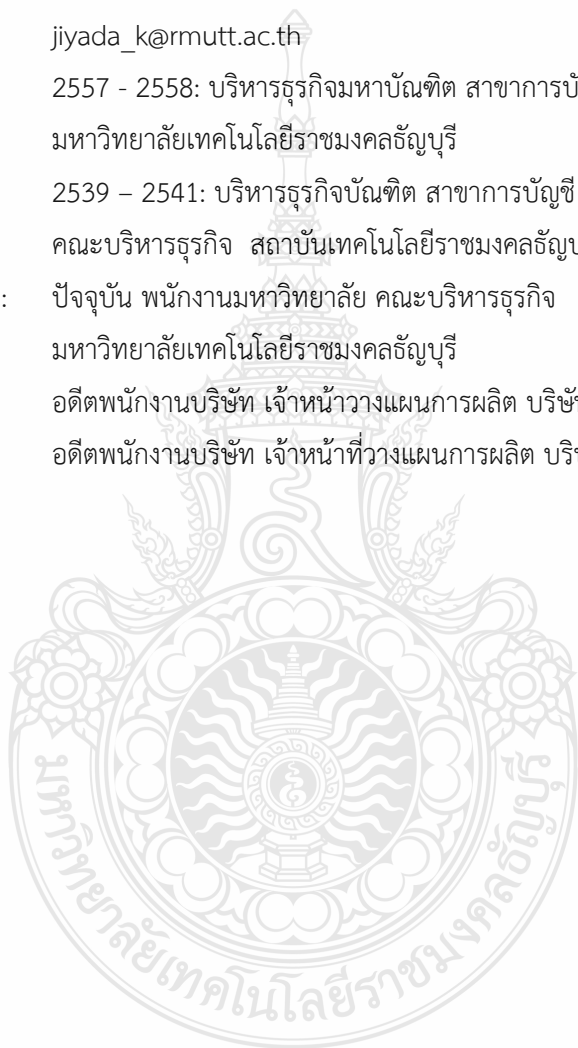 jiyada_k@rmutt.ac.th
2557 - 2558: บริหารธุรกิจมหาบัณฑิต สาขาการบั
มหาวิทยาลัยเทคโนโลยีราชมงคลธัญบุรี
2539 – 2541: บริหารธุรกิจบัณฑิต สาขาการบัญชี
คณะบริหารธุรกิจ สถาบันเทคโนโลยีราชมงคลธัญบ
: ปัจจุบัน พนักงานมหาวิทยาลัย คณะบริหารธุรกิจ
มหาวิทยาลัยเทคโนโลยีราชมงคลธัญบุรี
อดีตพนักงานบริษัท เจ้าหน้าวางแผนการผลิต บริษั
อดีตพนักงานบริษัท เจ้าหน้าที่วางแผนการผลิต บริ
มหาวิทยาลัยเทคโนโลยีราชมงคลธัญบุรี